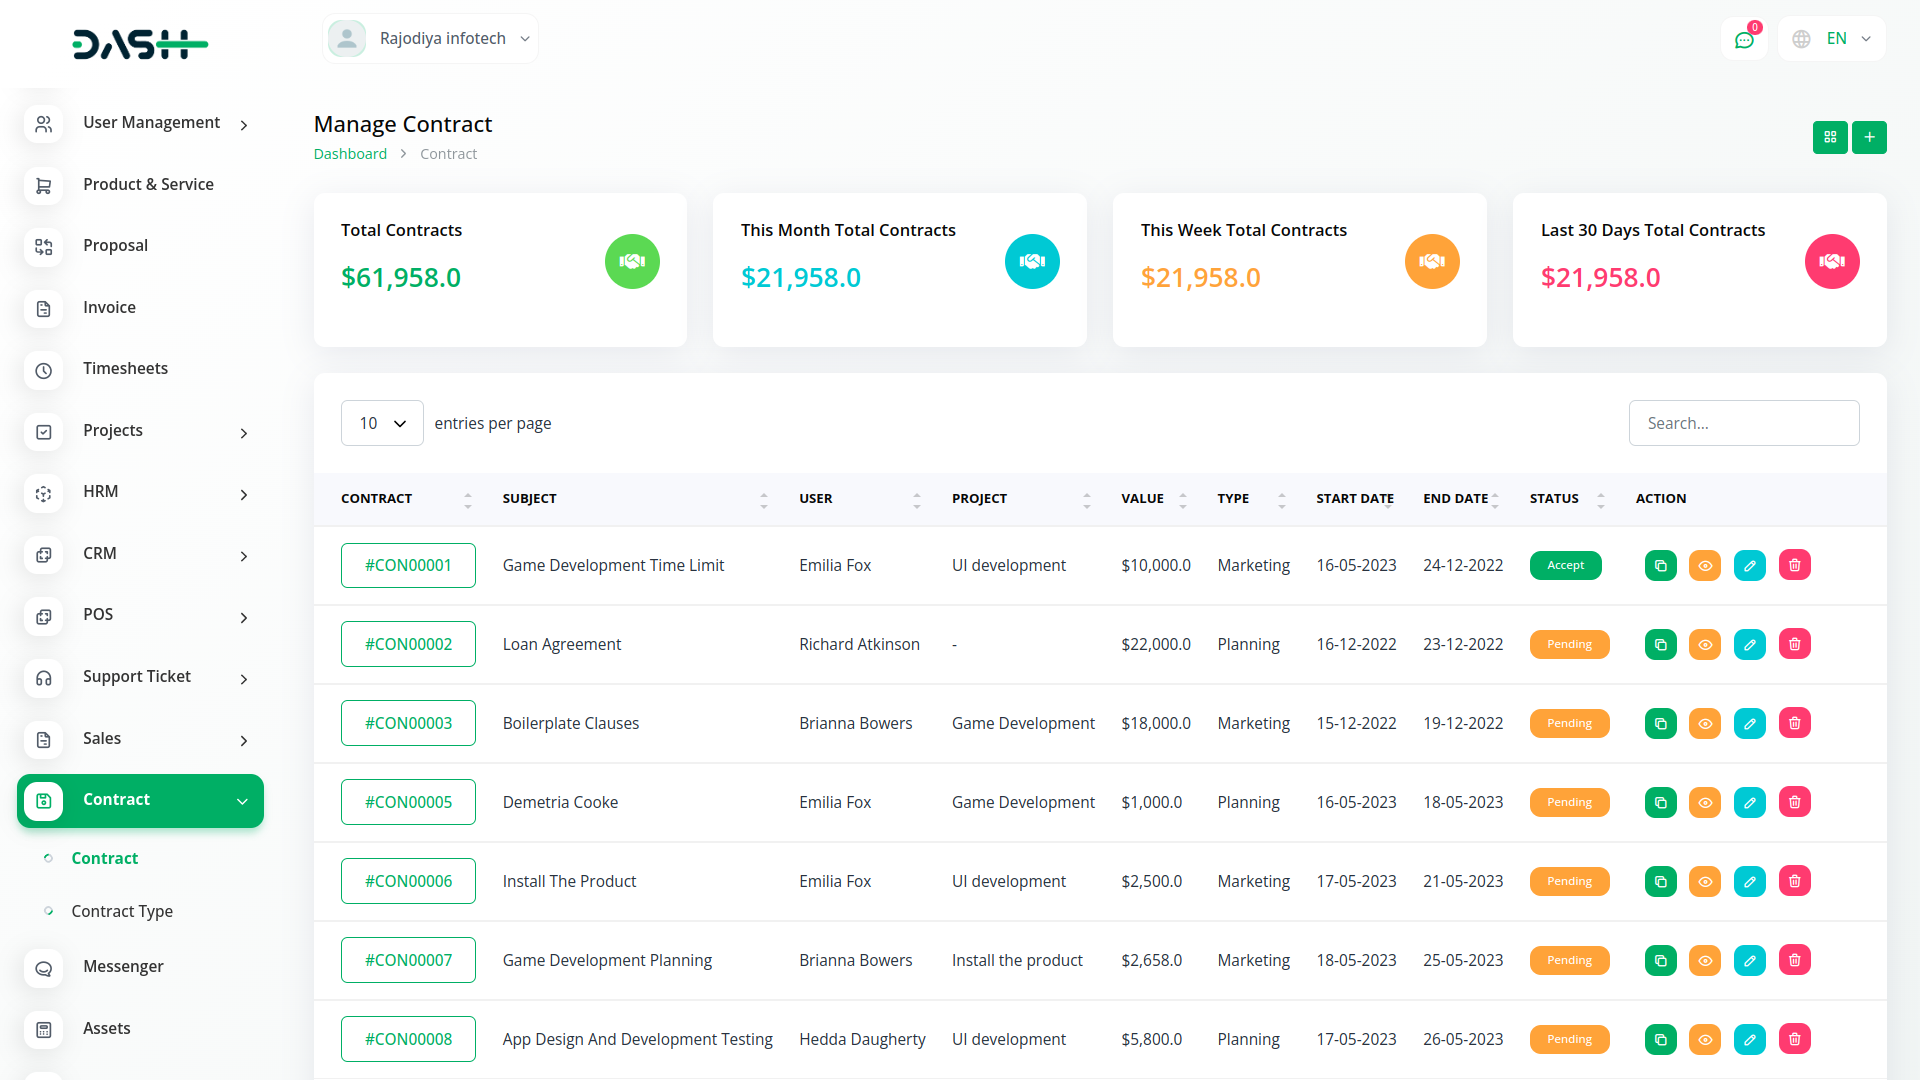 DASH
Rajodiya infotech
0
EN
User Management
Product & Service
Proposal
Invoice
Timesheets
Projects
HRM
CRM
POS
Support Ticket
Sales
Contract
Contract
Contract Type
Messenger
Assets
Manage Contract
Dashboard > Contract
Total Contracts
$61,958.0
This Month Total Contracts
$21,958.0
This Week Total Contracts
$21,958.0
Last 30 Days Total Contracts
$21,958.0
10 entries per page
Search...
CONTRACT SUBJECT USER PROJECT VALUE TYPE START DATE END DATE STATUS ACTION
#CON00001 Game Development Time Limit Emilia Fox UI development $10,000.0 Marketing 16-05-2023 24-12-2022 Accept
#CON00002 Loan Agreement Richard Atkinson - $22,000.0 Planning 16-12-2022 23-12-2022 Pending
#CON00003 Boilerplate Clauses Brianna Bowers Game Development $18,000.0 Marketing 15-12-2022 19-12-2022 Pending
#CON00005 Demetria Cooke Emilia Fox Game Development $1,000.0 Planning 16-05-2023 18-05-2023 Pending
#CON00006 Install The Product Emilia Fox UI development $2,500.0 Marketing 17-05-2023 21-05-2023 Pending
#CON00007 Game Development Planning Brianna Bowers Install the product $2,658.0 Marketing 18-05-2023 25-05-2023 Pending
#CON00008 App Design And Development Testing Hedda Daugherty UI development $5,800.0 Planning 17-05-2023 26-05-2023 Pending